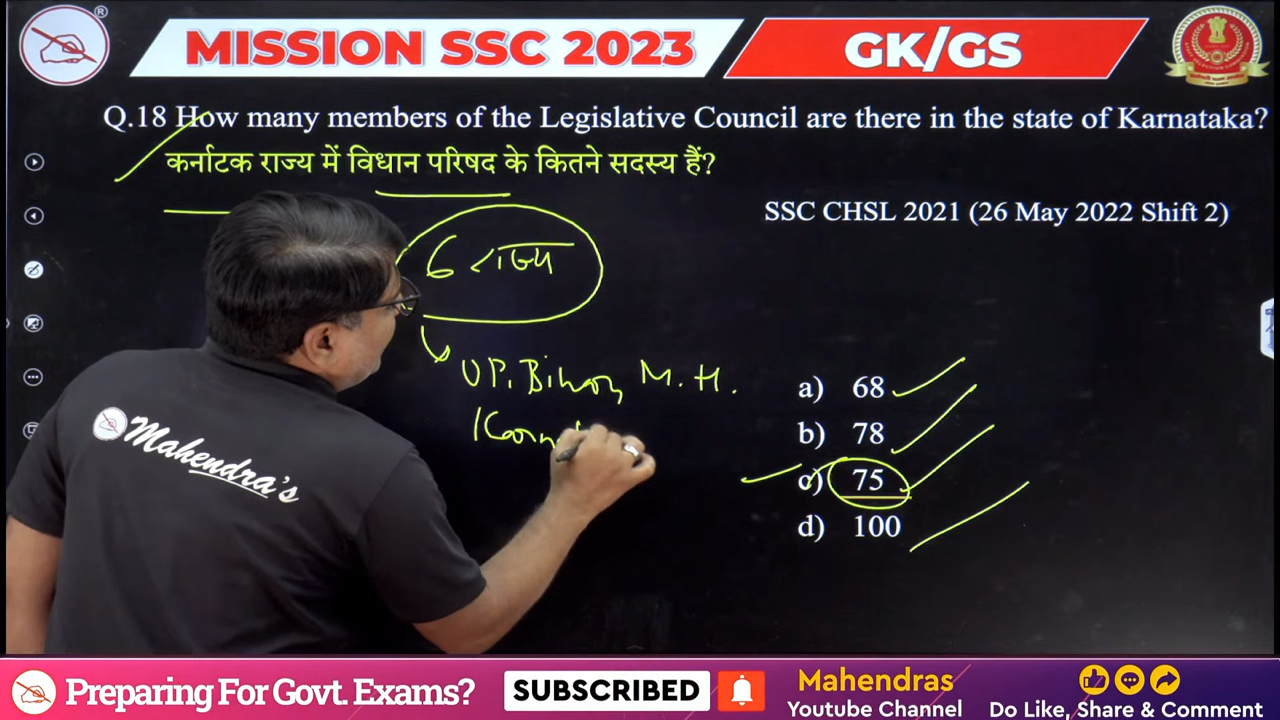 ®
MISSION SSC 2023
GK/GS
Q.18 How many members of the Legislative Council are there in the state of Karnataka?
कर्नाटक राज्य में विधान परिषद के कितने सदस्य हैं?
SSC CHSL 2021 (26 May 2022 Shift 2)
6 राज्य
UP, Bihar, M.H.
a) 68
b) 78
c) 75
d) 100
Mahendra's
Preparing For Govt. Exams?
SUBSCRIBED
Mahendras
Youtube Channel
Do Like, Share & Comment